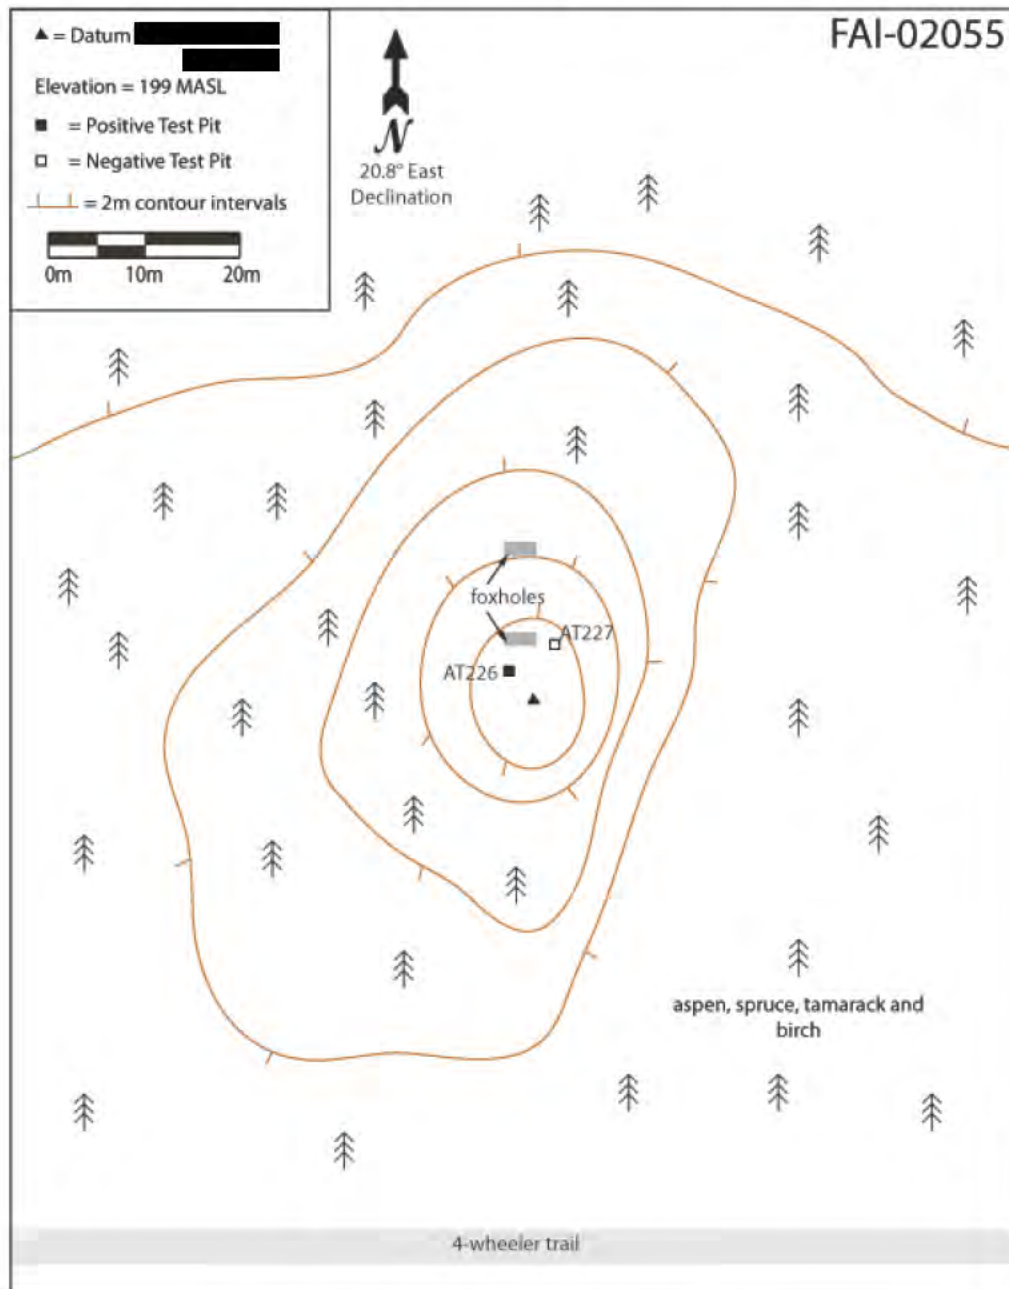 FAI-02055
= Datum
Elevation = 199 MASL
= Positive Test Pit
= Negative Test Pit
= 2m contour intervals
0m 10m 20m
N
20.8° East
Declination
foxholes
AT227
AT226
aspen, spruce, tamarack and
birch
4-wheeler trail